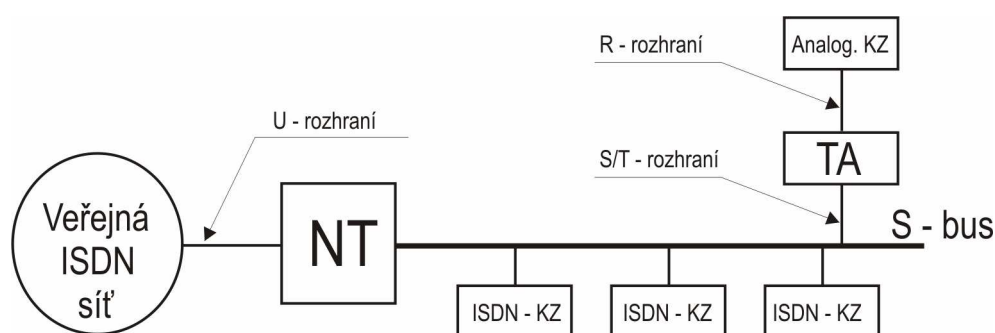 R - rozhraní
Analog. KZ
U - rozhraní
S/T - rozhraní
TA
Veřejná
ISDN
síť
NT
S - bus
ISDN - KZ
ISDN - KZ
ISDN - KZ